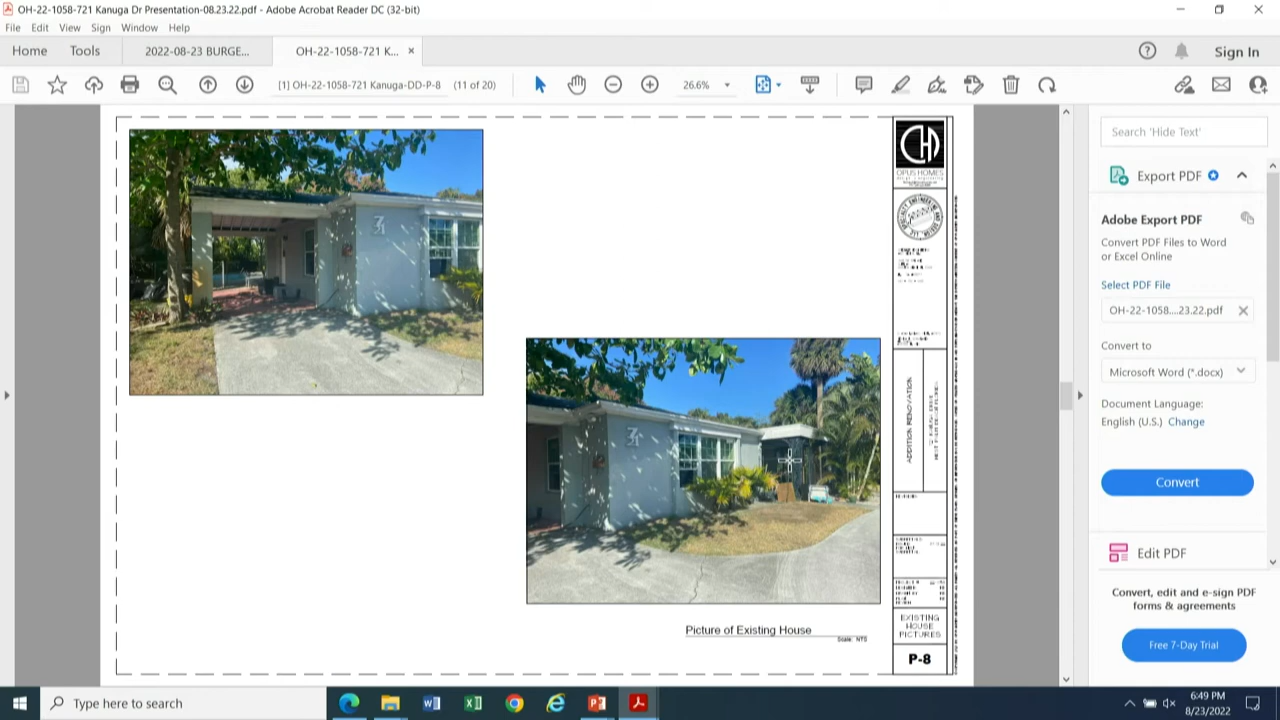 OH-22-1058-721 Kanuga Dr Presentation-08.23.22.pdf - Adobe Acrobat Reader DC (32-bit)
File Edit View Sign Window Help
Home Tools 2022-08-23 BURGE... OH-22-1058-721 K... × Sign In
[1] OH-22-1058-721 Kanuga-DD-P-8 (11 of 20) 26.6%
Search 'Hide Text'
Export PDF
Adobe Export PDF
Convert PDF Files to Word
or Excel Online
Select PDF File
OH-22-1058....23.22.pdf
Convert to
Microsoft Word (*.docx)
Document Language:
English (U.S.) Change
Convert
Edit PDF
Convert, edit and e-sign PDF
forms & agreements
Free 7-Day Trial
OPUS HOMES
ADDITION RENOVATION
Picture of Existing House
Scale: NTS
EXISTING
HOUSE
PICTURES
P-8
Type here to search
6:49 PM
8/23/2022